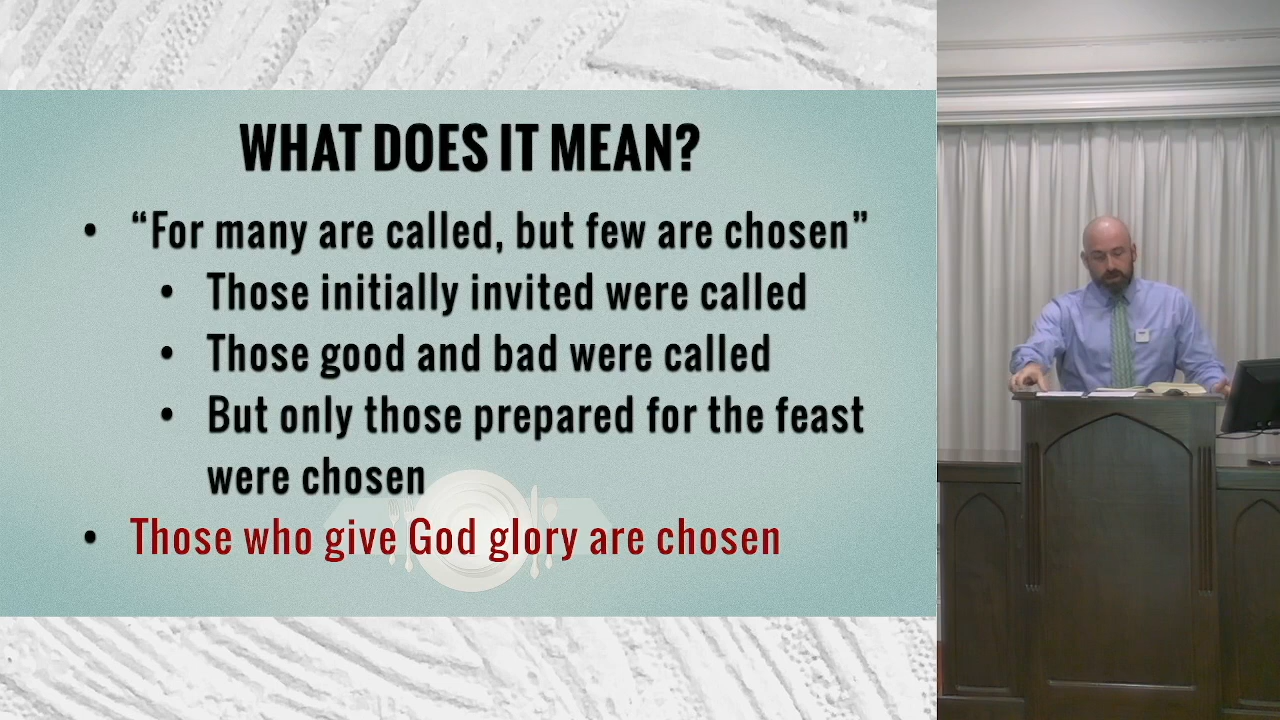 WHAT DOES IT MEAN?
• “For many are called, but few are chosen”
• Those initially invited were called
• Those good and bad were called
• But only those prepared for the feast
were chosen
• Those who give God glory are chosen